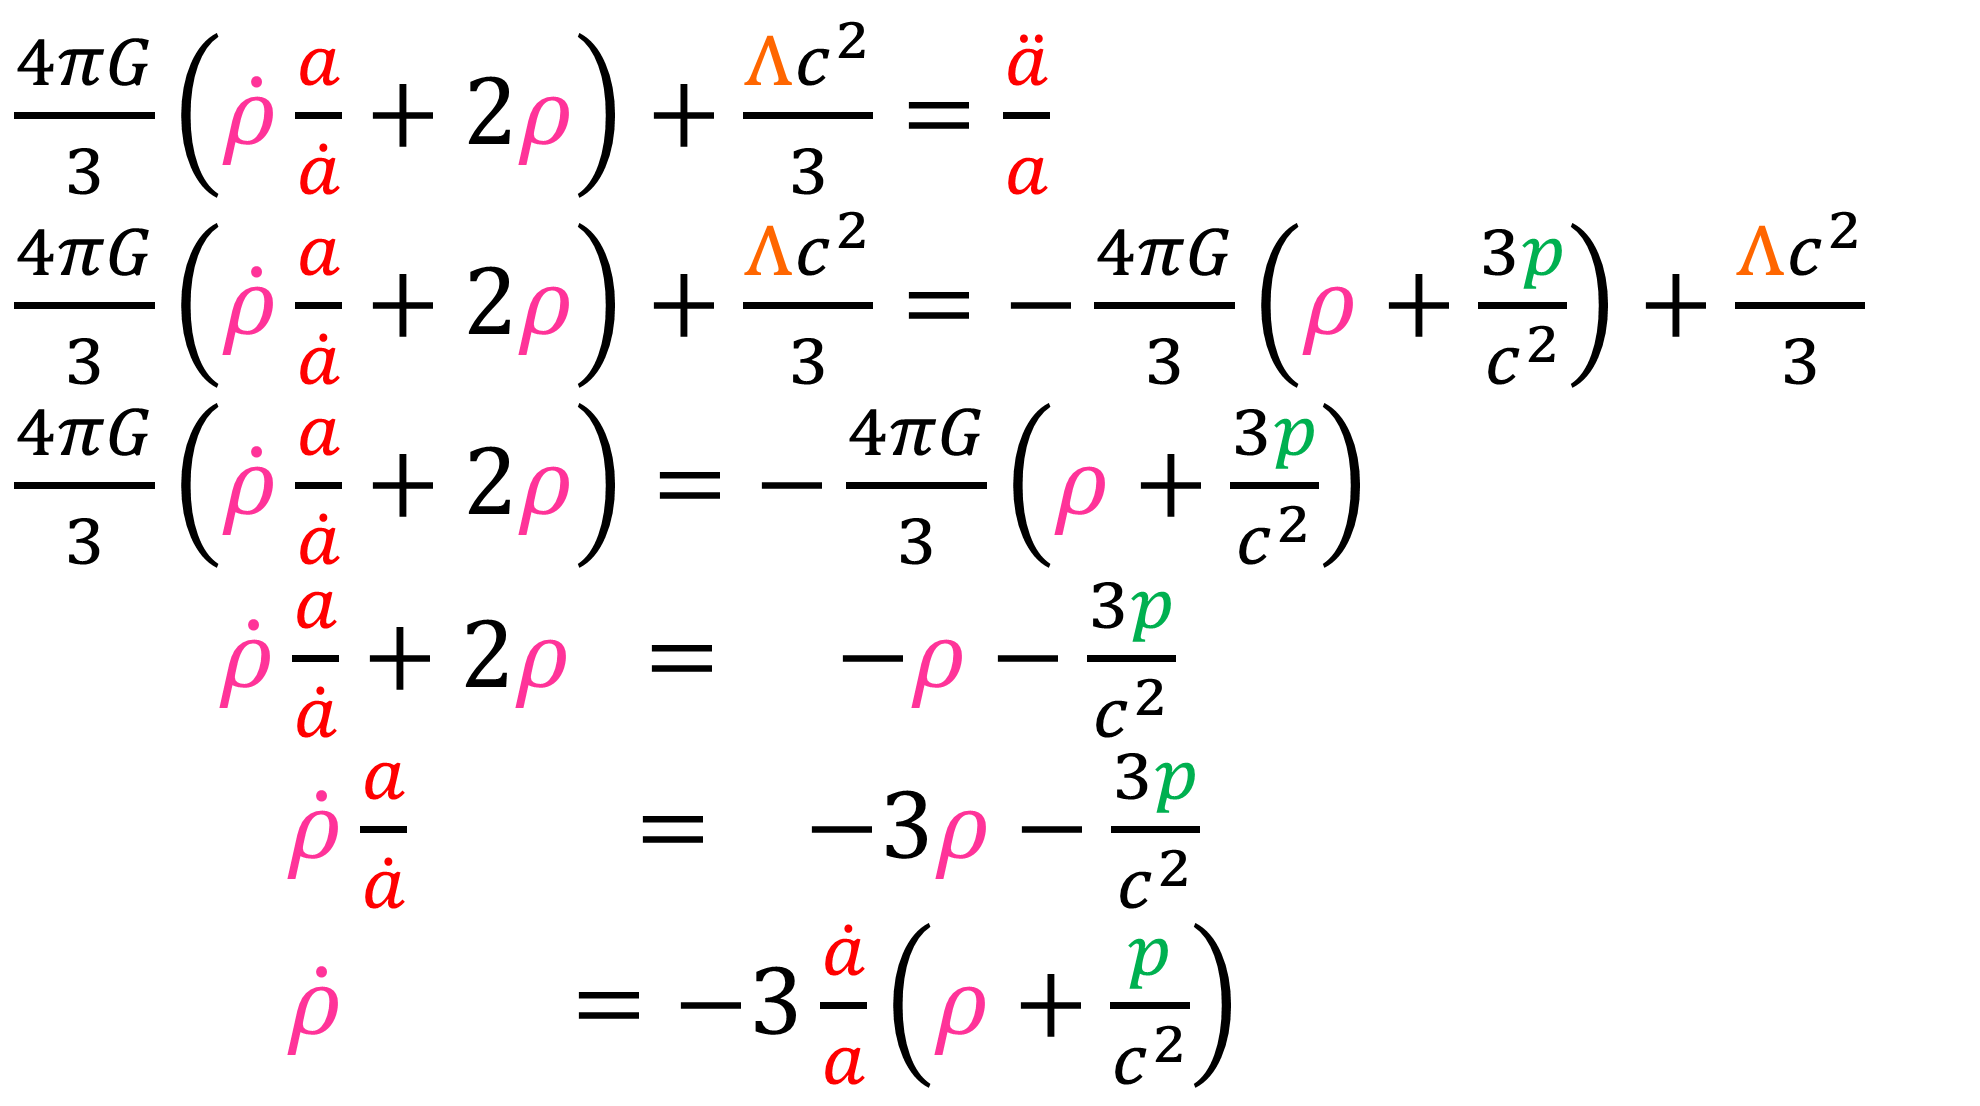 4πG/3 (ρ̇ a/ȧ + 2ρ) + Λc²/3 = ä/a
4πG/3 (ρ̇ a/ȧ + 2ρ) + Λc²/3 = − 4πG/3 (ρ + 3p/c²) + Λc²/3
4πG/3 (ρ̇ a/ȧ + 2ρ) = − 4πG/3 (ρ + 3p/c²)
ρ̇ a/ȧ + 2ρ = −ρ − 3p/c²
ρ̇ a/ȧ = −3ρ − 3p/c²
ρ̇ = −3 ȧ/a (ρ + p/c²)